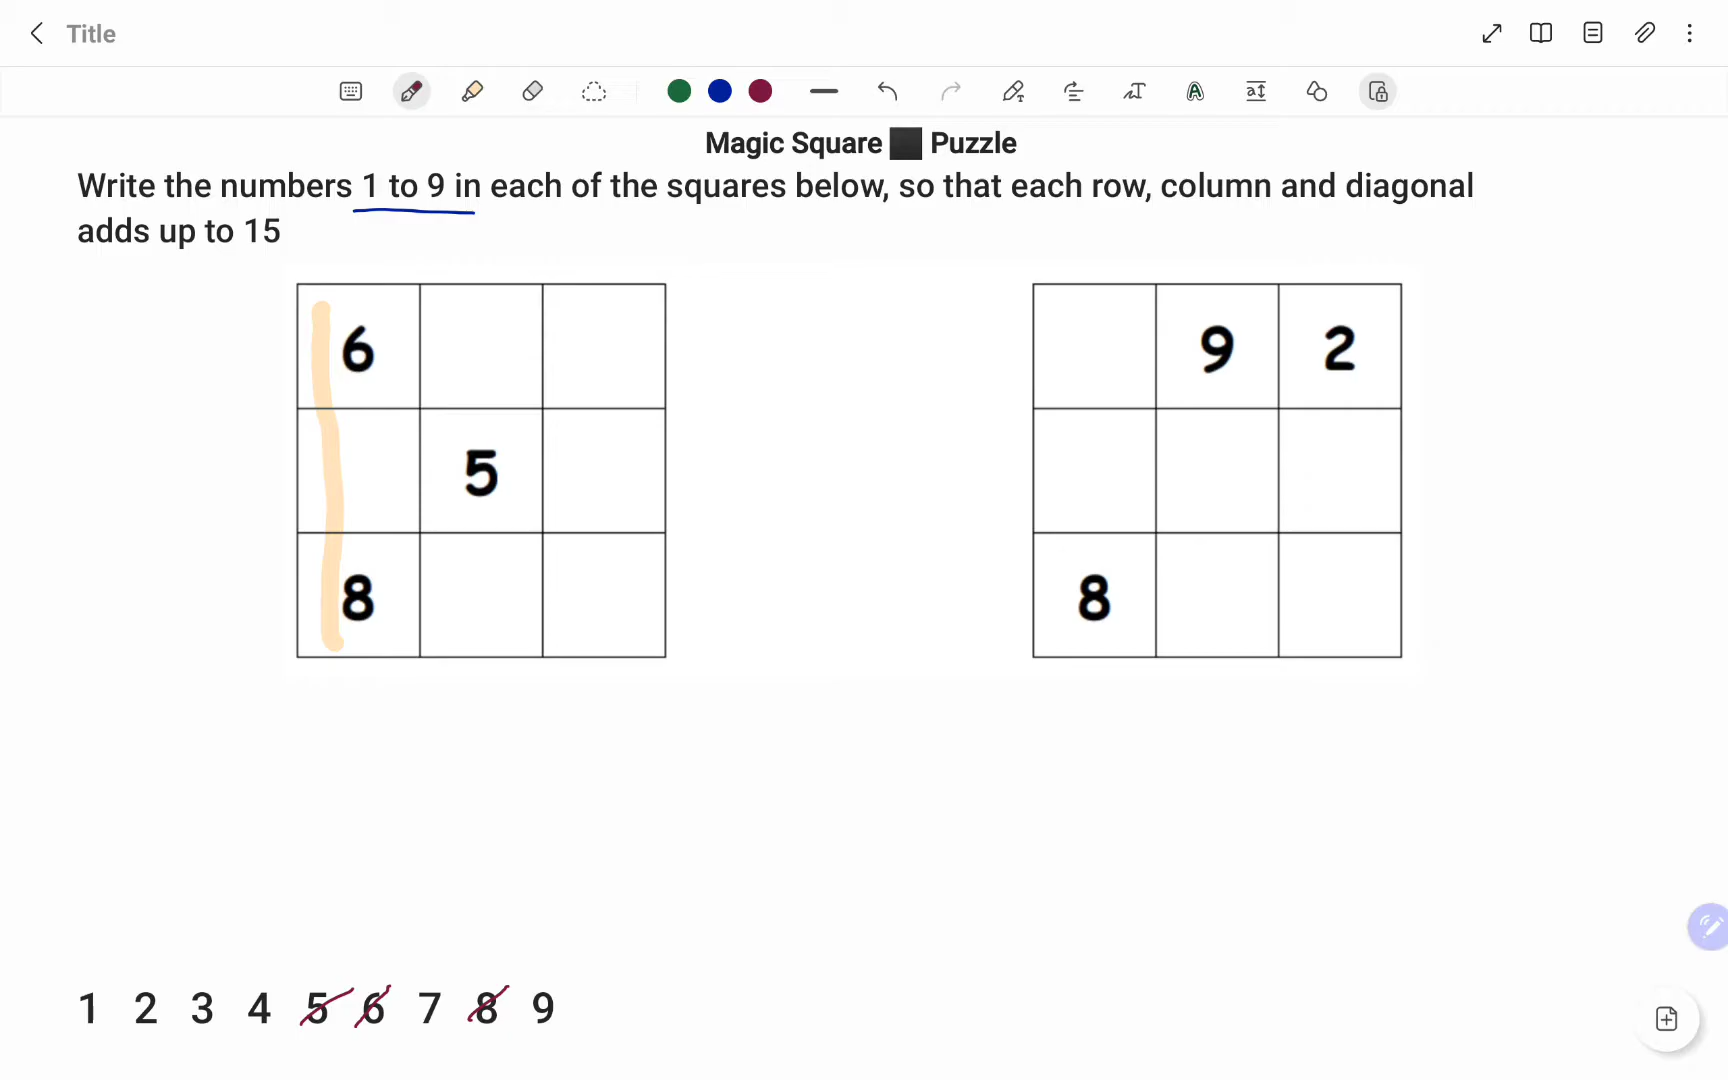 Title
Magic Square ⬛ Puzzle
Write the numbers 1 to 9 in each of the squares below, so that each row, column and diagonal
adds up to 15
6
5
8
9 2
8
1 2 3 4 5 6 7 8 9